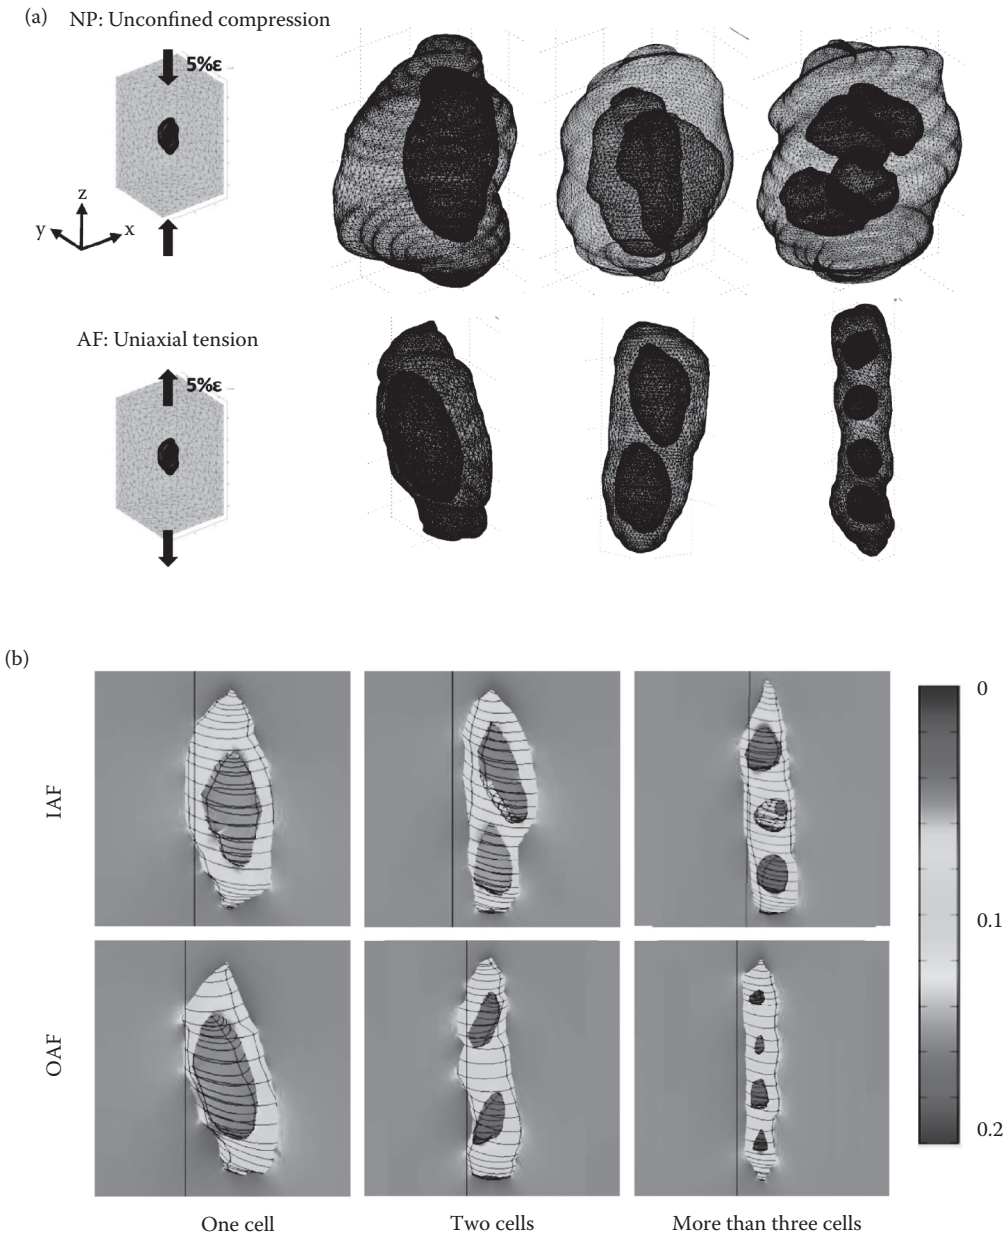 (a) NP: Unconfined compression
5%ε
z
y
x
AF: Uniaxial tension
5%ε
(b)
IAF
OAF
0
0.1
0.2
One cell
Two cells
More than three cells